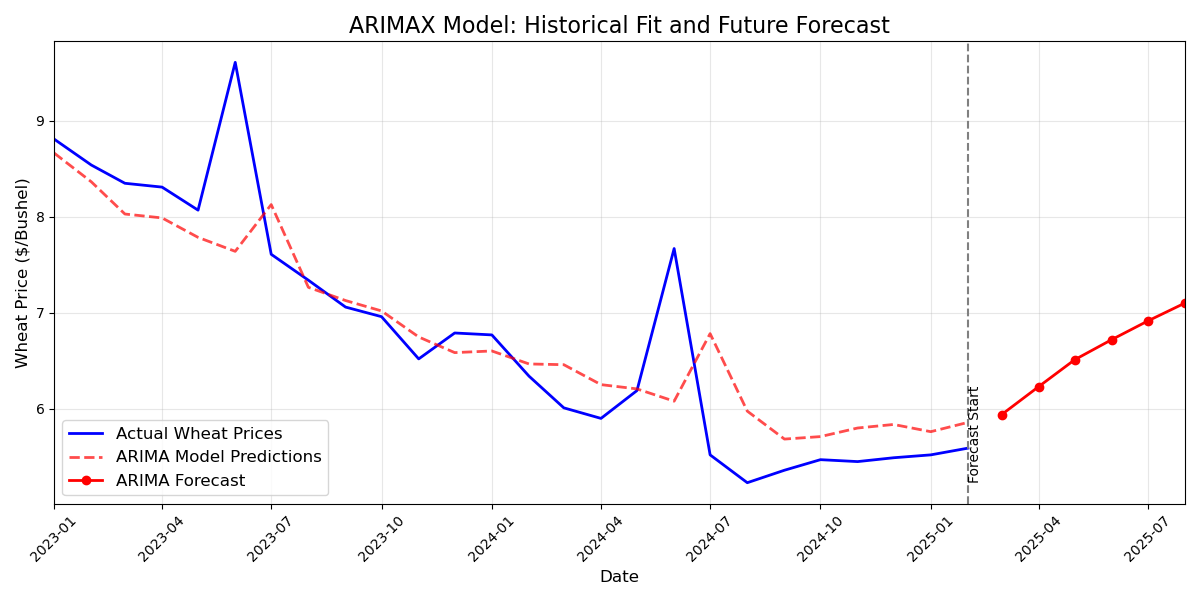 ARIMAX Model: Historical Fit and Future Forecast
Wheat Price ($/Bushel)
9
8
7
6
Actual Wheat Prices
ARIMA Model Predictions
ARIMA Forecast
Forecast Start
2023-01
2023-04
2023-07
2023-10
2024-01
2024-04
2024-07
2024-10
2025-01
2025-04
2025-07
Date